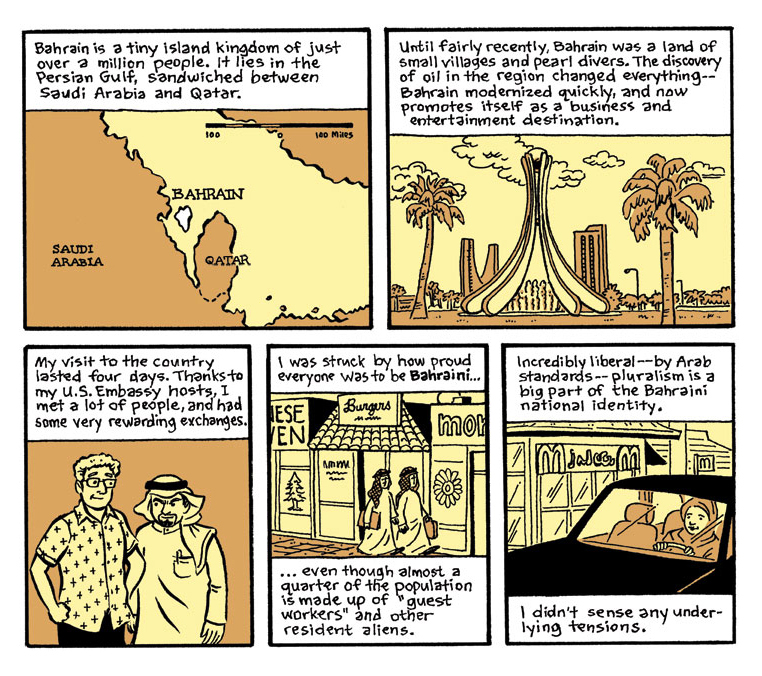 Bahrain is a tiny island kingdom of just
over a million people. It lies in the
Persian Gulf, sandwiched between
Saudi Arabia and Qatar.
100 0 100 Miles
BAHRAIN
SAUDI
ARABIA
QATAR
Until fairly recently, Bahrain was a land of
small villages and pearl divers. The discovery
of oil in the region changed everything--
Bahrain modernized quickly, and now
promotes itself as a business and
entertainment destination.
My visit to the country
lasted four days. Thanks to
my U.S. Embassy hosts, I
met a lot of people, and had
some very rewarding exchanges.
I was struck by how proud
everyone was to be Bahraini...
NESE
VEN
Burgers
mor
... even though almost a
quarter of the population
is made up of "guest
workers" and other
resident aliens.
Incredibly liberal--by Arab
standards--pluralism is a
big part of the Bahraini
national identity.
M
M
m
I didn't sense any under-
lying tensions.